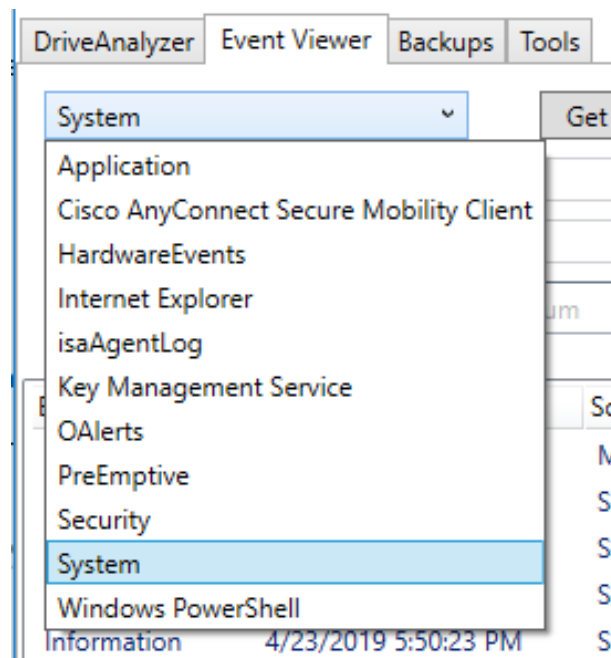 DriveAnalyzer Event Viewer Backups Tools
System Get
Application
Cisco AnyConnect Secure Mobility Client
HardwareEvents
Internet Explorer
isaAgentLog
Key Management Service
OAlerts
PreEmptive
Security
System
Windows PowerShell
Information 4/23/2019 5:50:23 PM S